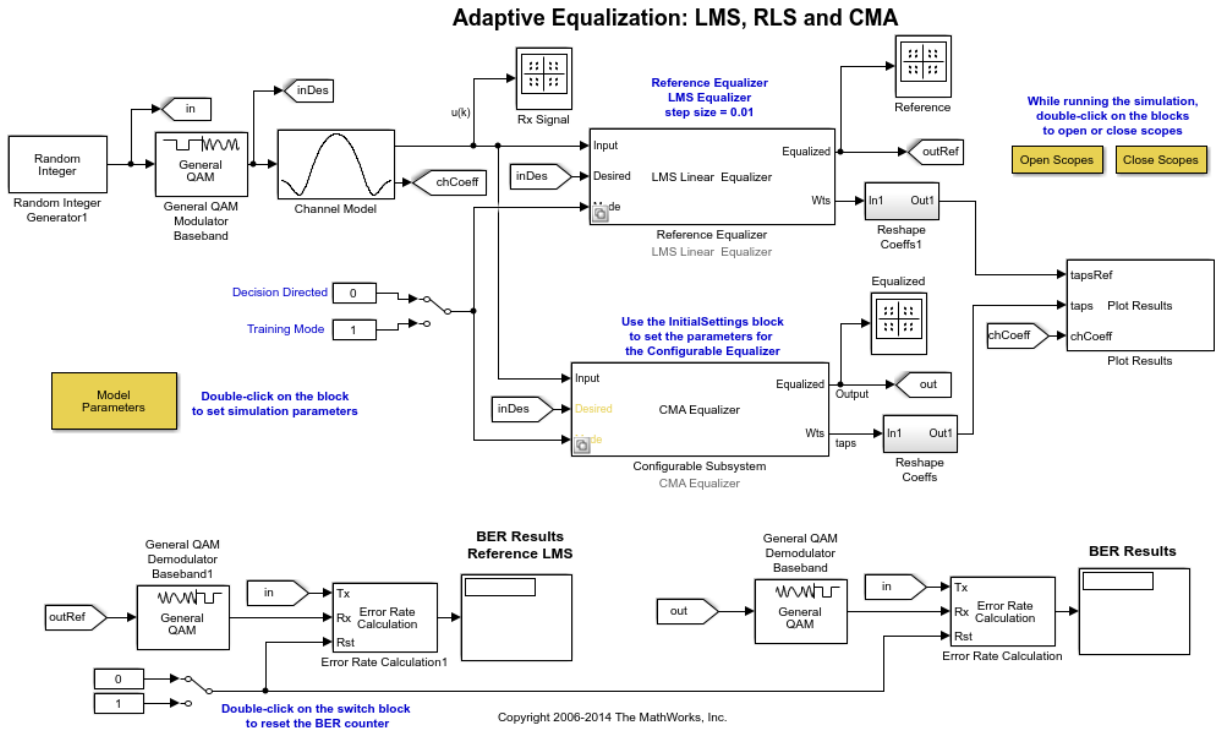 Adaptive Equalization: LMS, RLS and CMA
in
inDes
Random
Integer
Random Integer
Generator1
General
QAM
General QAM
Modulator
Baseband
Channel Model
chCoeff
u(k)
Rx Signal
Reference Equalizer
LMS Equalizer
step size = 0.01
Reference
While running the simulation,
double-click on the blocks
to open or close scopes
Open Scopes
Close Scopes
inDes
Input
Desired
LMS Linear Equalizer
Equalized
Wts
Reference Equalizer
LMS Linear Equalizer
outRef
In1
Out1
Reshape
Coeffs1
Decision Directed
0
Training Mode
1
Equalized
tapsRef
taps
chCoeff
Plot Results
chCoeff
Plot Results
Use the InitialSettings block
to set the parameters for
the Configurable Equalizer
Model
Parameters
Double-click on the block
to set simulation parameters
inDes
Input
Desired
CMA Equalizer
Equalized
Wts
Configurable Subsystem
CMA Equalizer
Output
out
taps
In1
Out1
Reshape
Coeffs
General QAM
Demodulator
Baseband1
BER Results
Reference LMS
outRef
General
QAM
in
Tx
Rx
Rst
Error Rate
Calculation
Error Rate Calculation1
General QAM
Demodulator
Baseband
BER Results
out
General
QAM
in
Tx
Rx
Rst
Error Rate
Calculation
Error Rate Calculation
0
1
Double-click on the switch block
to reset the BER counter
Copyright 2006-2014 The MathWorks, Inc.